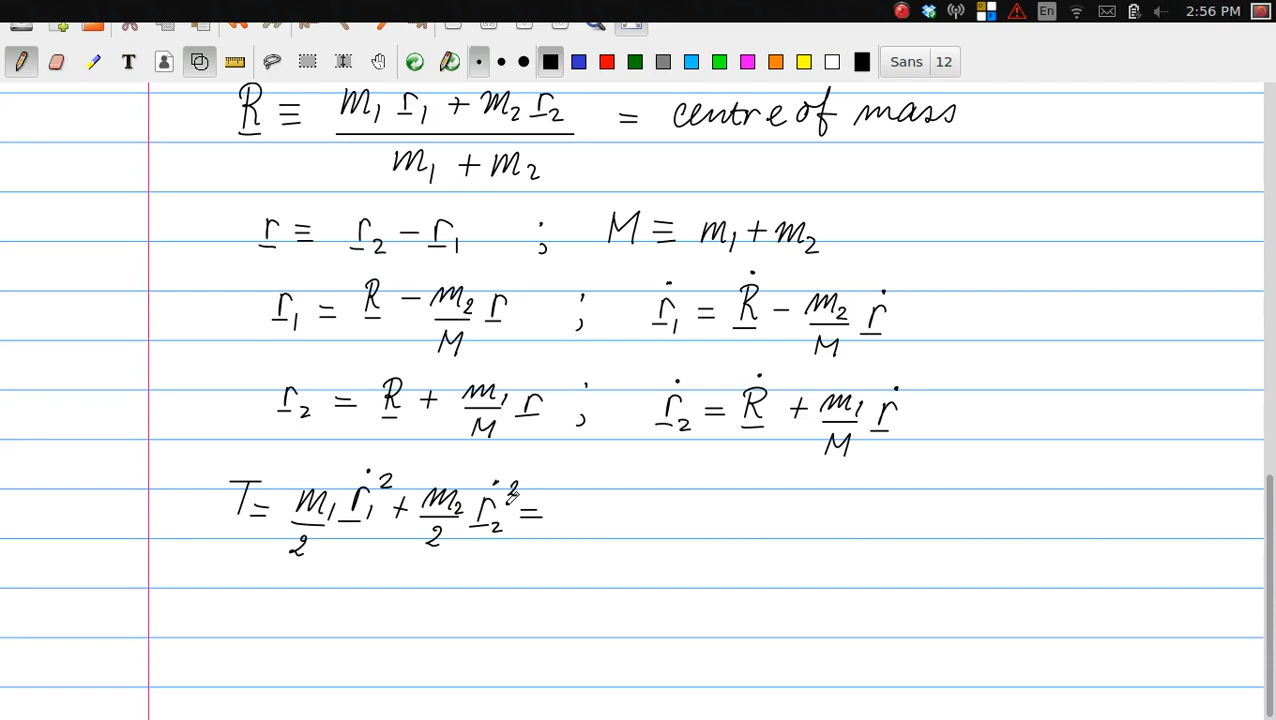 En 2:56 PM
T Sans 12
R ≡ (m₁ r₁ + m₂ r₂) / (m₁ + m₂) = centre of mass
r ≡ r₂ − r₁ ; M ≡ m₁ + m₂
r₁ = R − m₂/M r ; ṙ₁ = Ṙ − m₂/M ṙ
r₂ = R + m₁/M r ; ṙ₂ = Ṙ + m₁/M ṙ
T = m₁/2 ṙ₁² + m₂/2 ṙ₂² =